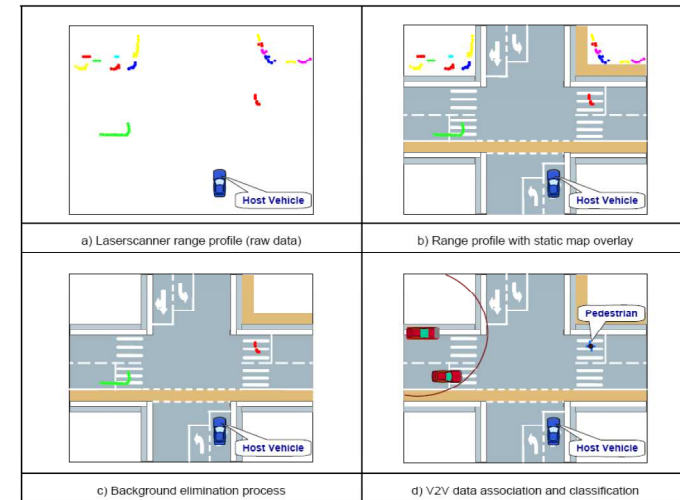 Host Vehicle
a) Laserscanner range profile (raw data)
Host Vehicle
b) Range profile with static map overlay
Host Vehicle
c) Background elimination process
Pedestrian
Host Vehicle
d) V2V data association and classification